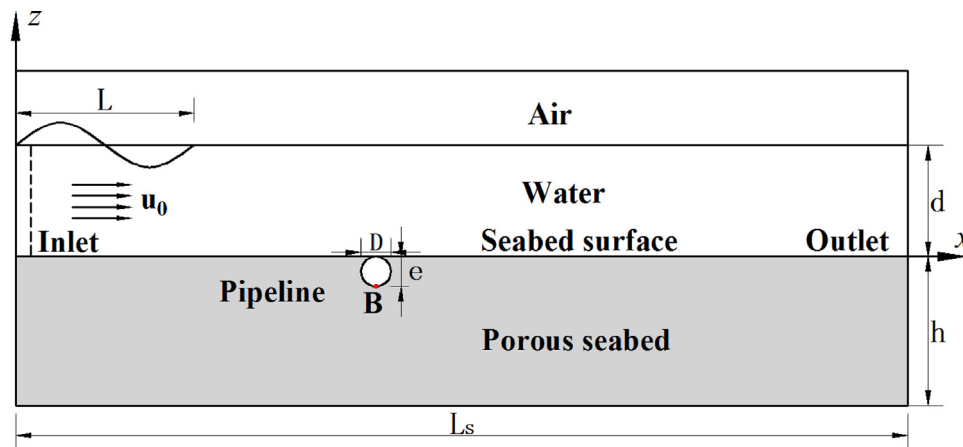 z
L
Air
u₀
Water
d
Inlet
D
Seabed surface
Outlet
x
Pipeline
e
B
Porous seabed
h
Ls